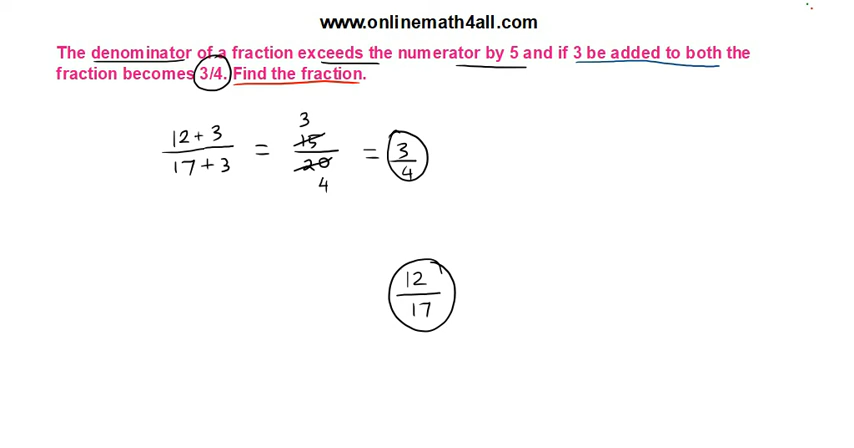 www.onlinemath4all.com
The denominator of a fraction exceeds the numerator by 5 and if 3 be added to both the
fraction becomes 3/4. Find the fraction.
3
12 + 3 15 3
= =
17 + 3 20 4
4
12
17